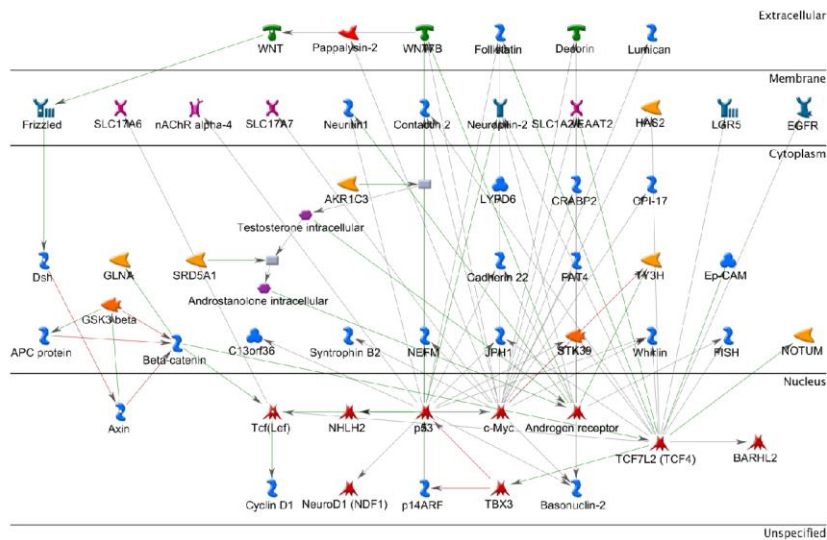 Extracellular
WNT
Pappalysin-2
WNT7B
Follistatin
Decorin
Lumican
Membrane
Frizzled
SLC17A6
nAChR alpha-4
SLC17A7
Neuritin1
Contactin 2
Neuropilin-2
SLC1A2/EAAT2
HAS2
LGR5
EGFR
Cytoplasm
AKR1C3
LYPD6
CRABP2
CPI-17
Testosterone intracellular
Dsh
GLNA
SRD5A1
Cadherin 22
FAT4
TY3H
Ep-CAM
Androstanolone intracellular
GSK3 beta
APC protein
Beta-catenin
C13orf36
Syntrophin B2
NEFM
JPH1
STK39
Whirlin
FISH
NOTUM
Nucleus
Axin
Tcf(Lef)
NHLH2
p53
c-Myc
Androgen receptor
TCF7L2 (TCF4)
BARHL2
Cyclin D1
NeuroD1 (NDF1)
p14ARF
TBX3
Basonuclin-2
Unspecified